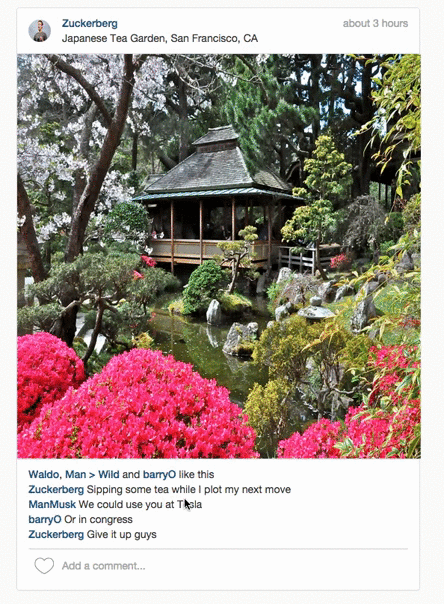 Zuckerberg
about 3 hours
Japanese Tea Garden, San Francisco, CA
Waldo, Man > Wild and barryO like this
Zuckerberg Sipping some tea while I plot my next move
ManMusk We could use you at Tesla
barryO Or in congress
Zuckerberg Give it up guys
Add a comment...